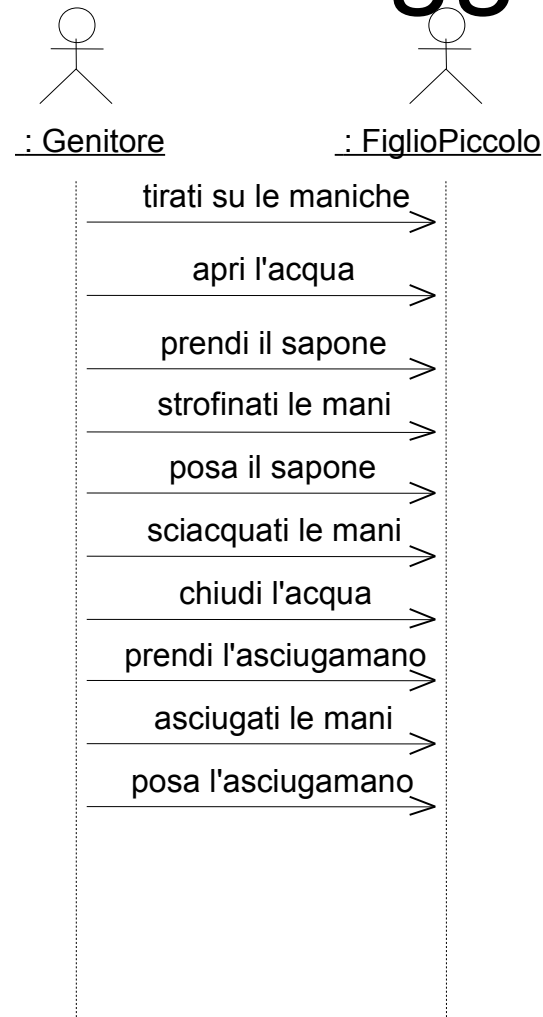 : Genitore
: FiglioPiccolo
tirati su le maniche
apri l'acqua
prendi il sapone
strofinati le mani
posa il sapone
sciacquati le mani
chiudi l'acqua
prendi l'asciugamano
asciugati le mani
posa l'asciugamano